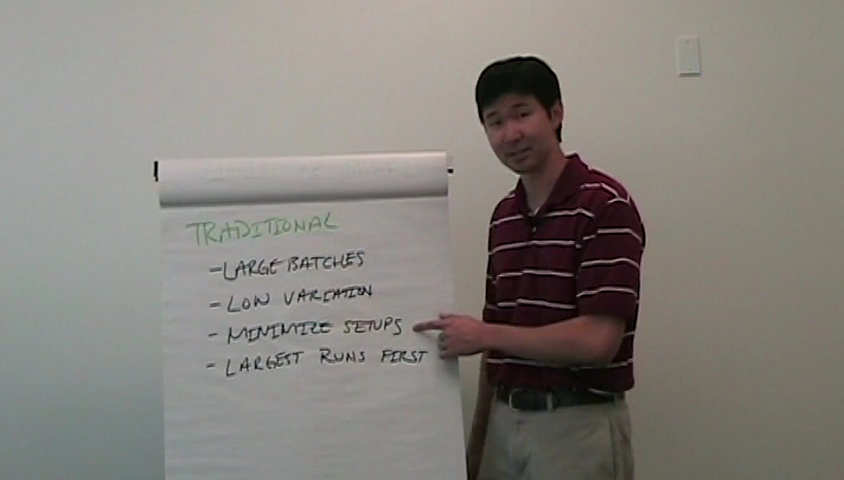 TRADITIONAL
- LARGE BATCHES
- LOW VARIATION
- MINIMIZE SETUPS
- LARGEST RUNS FIRST